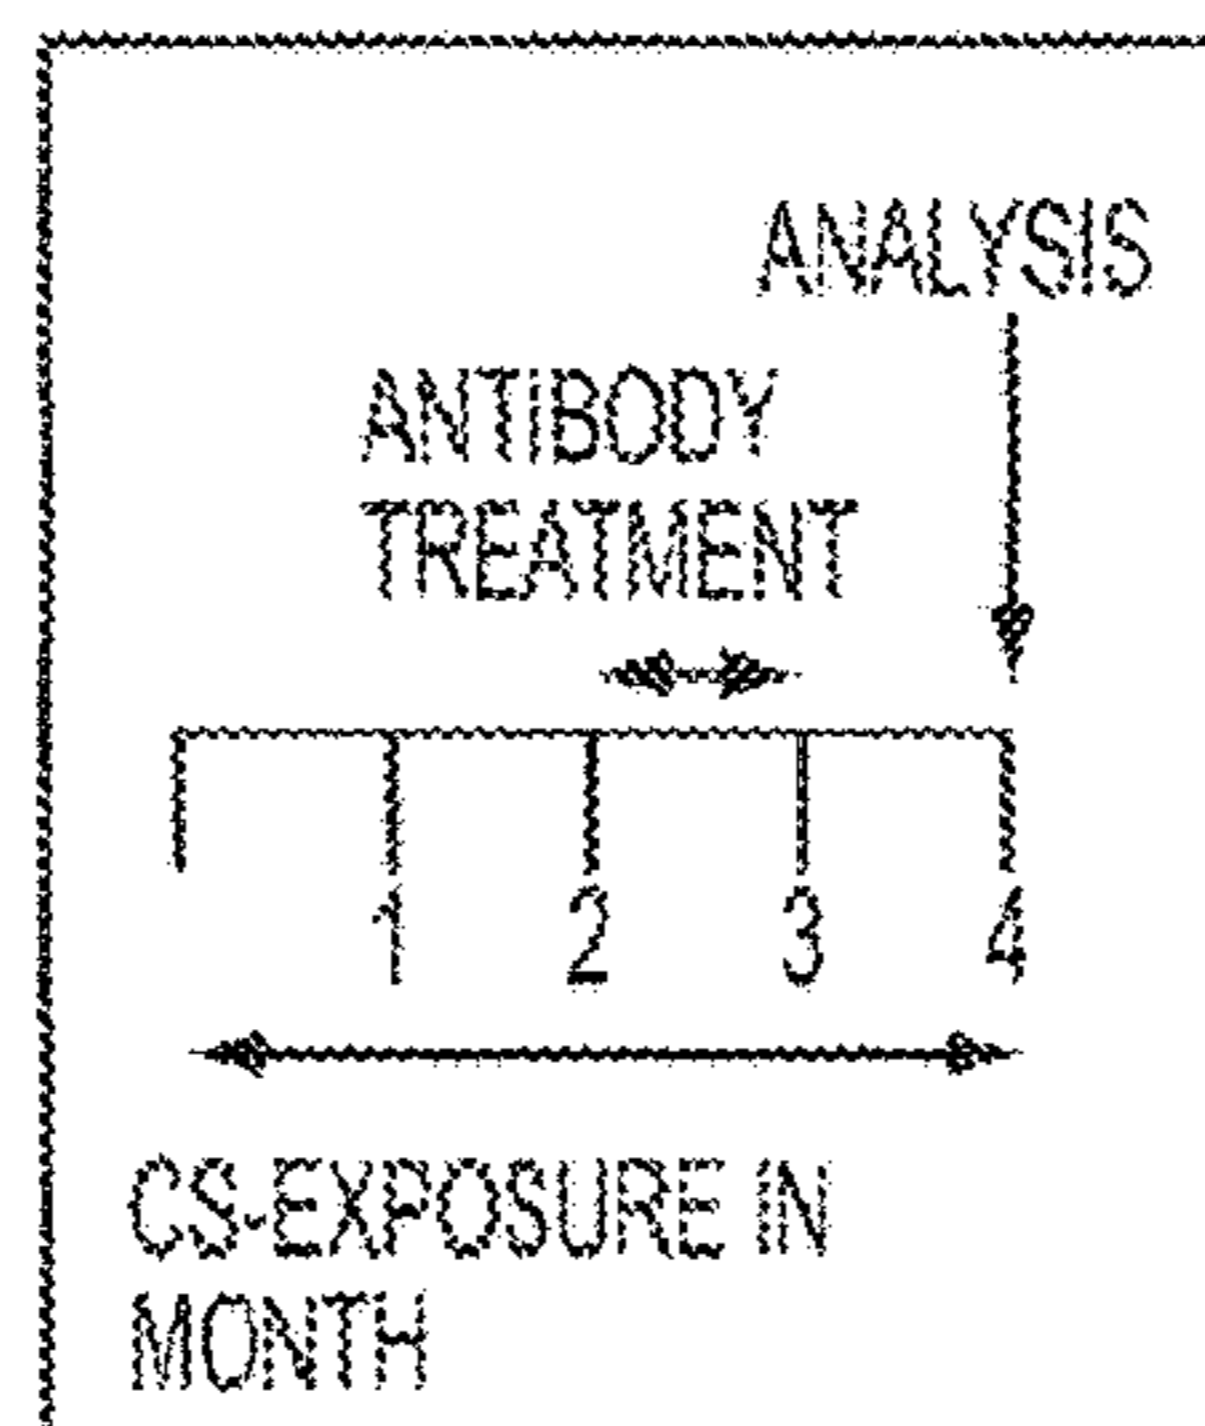 ANALYSIS
ANTIBODY
TREATMENT
1 2 3 4
CS-EXPOSURE IN
MONTH